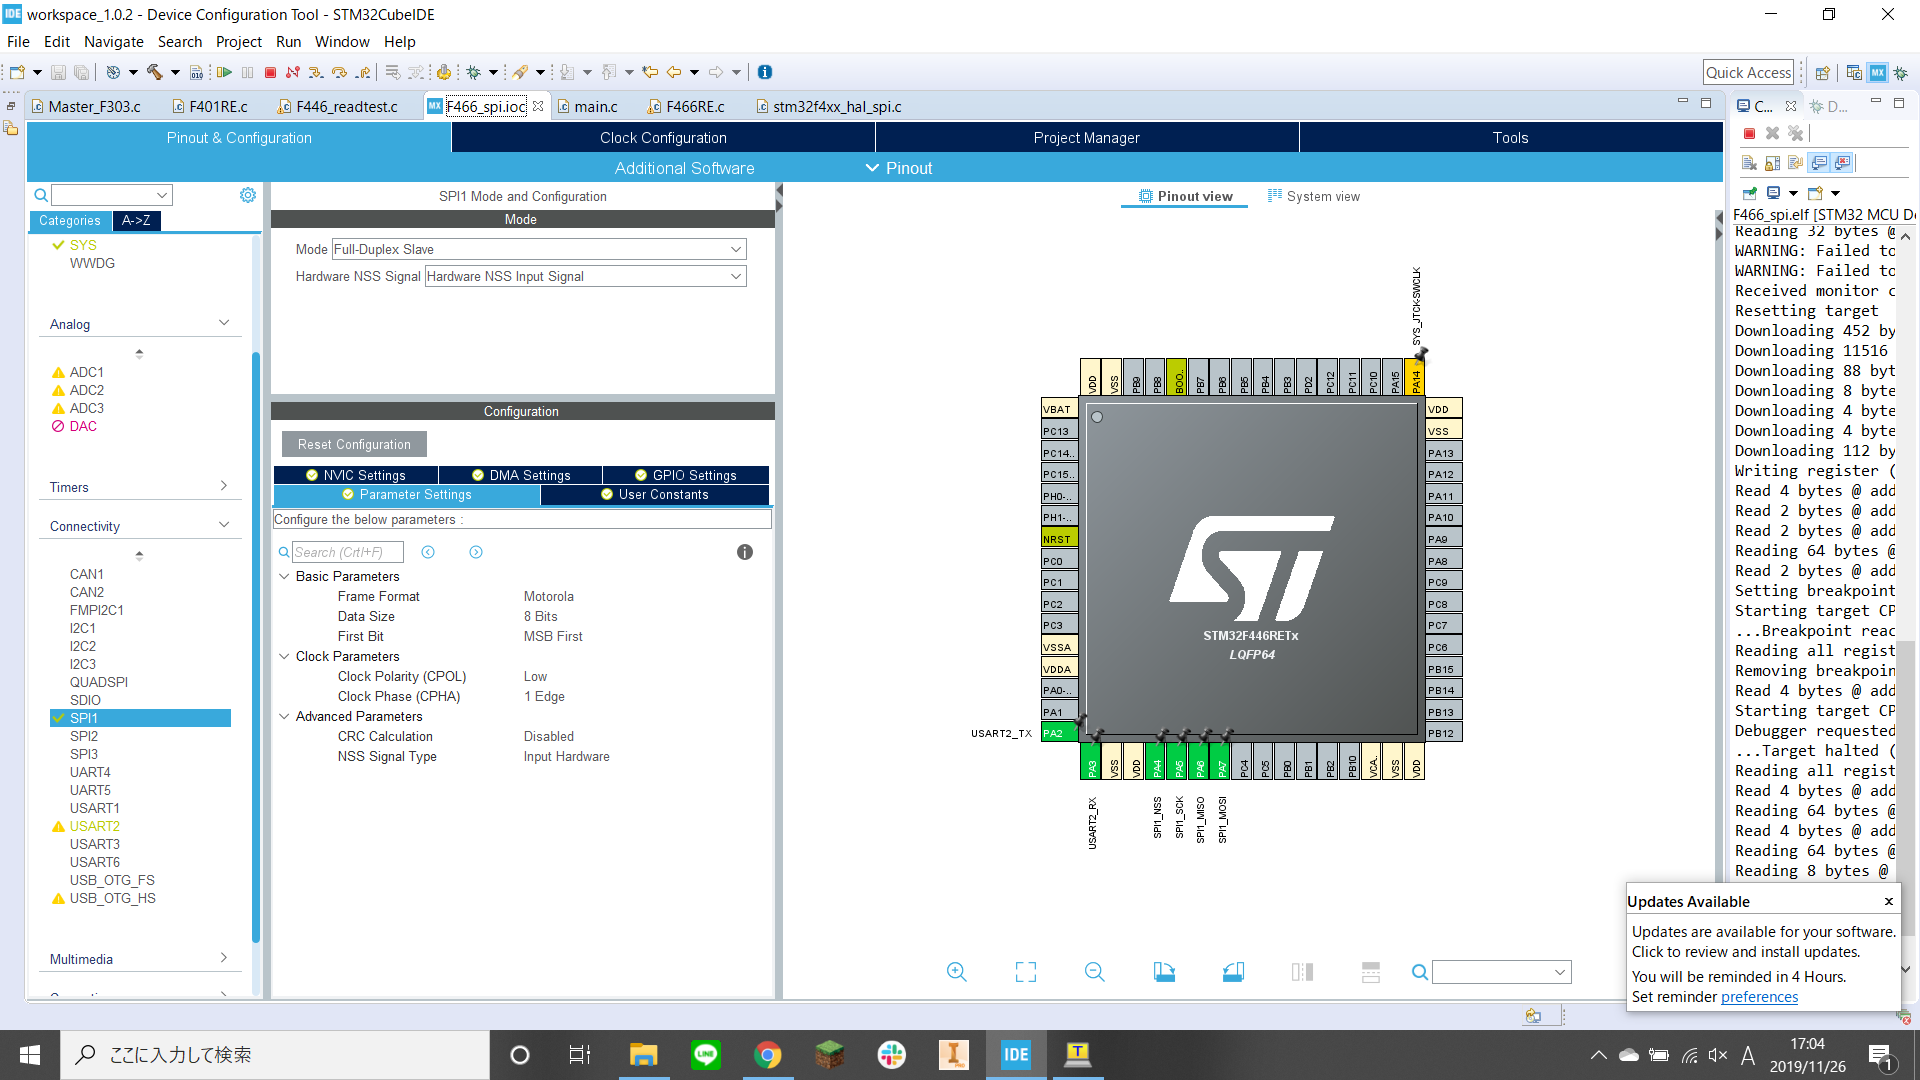 workspace_1.0.2 - Device Configuration Tool - STM32CubeIDE
File Edit Navigate Search Project Run Window Help
Quick Access
Master_F303.c F401RE.c F446_readtest.c F466_spi.ioc main.c F466RE.c stm32f4xx_hal_spi.c
C... D...
Pinout & Configuration Clock Configuration Project Manager Tools
Additional Software Pinout
Categories A->Z
SYS
WWDG
Analog
ADC1
ADC2
ADC3
DAC
Timers
Connectivity
CAN1
CAN2
FMPI2C1
I2C1
I2C2
I2C3
QUADSPI
SDIO
SPI1
SPI2
SPI3
UART4
UART5
USART1
USART2
USART3
USART6
USB_OTG_FS
USB_OTG_HS
Multimedia
SPI1 Mode and Configuration
Mode
Mode Full-Duplex Slave
Hardware NSS Signal Hardware NSS Input Signal
Configuration
Reset Configuration
NVIC Settings DMA Settings GPIO Settings
Parameter Settings User Constants
Configure the below parameters :
Search (Crtl+F)
Basic Parameters
Frame Format Motorola
Data Size 8 Bits
First Bit MSB First
Clock Parameters
Clock Polarity (CPOL) Low
Clock Phase (CPHA) 1 Edge
Advanced Parameters
CRC Calculation Disabled
NSS Signal Type Input Hardware
Pinout view System view
SYS_JTCK-SWCLK
VDD VSS PB9 PB8 BOO.. PB7 PB6 PB5 PB4 PB3 PD2 PC12 PC11 PC10 PA15 PA14
VBAT
PC13
PC14..
PC15..
PH0-..
PH1-..
NRST
PC0
PC1
PC2
PC3
VSSA
VDDA
PA0-..
PA1
USART2_TX PA2
ST
STM32F446RETx
LQFP64
VDD
VSS
PA13
PA12
PA11
PA10
PA9
PA8
PC9
PC8
PC7
PC6
PB15
PB14
PB13
PB12
PA3 VSS VDD PA4 PA5 PA6 PA7 PC4 PC5 PB0 PB1 PB2 PB10 VCA.. VSS VDD
USART2_RX SPI1_NSS SPI1_SCK SPI1_MISO SPI1_MOSI
F466_spi.elf [STM32 MCU De
Reading 32 bytes @
WARNING: Failed to
WARNING: Failed to
Received monitor c
Resetting target
Downloading 452 by
Downloading 11516
Downloading 88 byt
Downloading 8 byte
Downloading 4 byte
Downloading 4 byte
Downloading 112 by
Writing register (
Read 4 bytes @ add
Read 2 bytes @ add
Read 2 bytes @ add
Reading 64 bytes @
Read 2 bytes @ add
Setting breakpoint
Starting target CP
...Breakpoint reac
Reading all regist
Removing breakpoin
Read 4 bytes @ add
Starting target CP
Debugger requested
...Target halted (
Reading all regist
Read 4 bytes @ add
Reading 64 bytes @
Read 4 bytes @ add
Reading 64 bytes @
Reading 8 bytes @
Updates Available
Updates are available for your software.
Click to review and install updates.
You will be reminded in 4 Hours.
Set reminder preferences
ここに入力して検索
LINE
IDE
T
A
17:04
2019/11/26
1